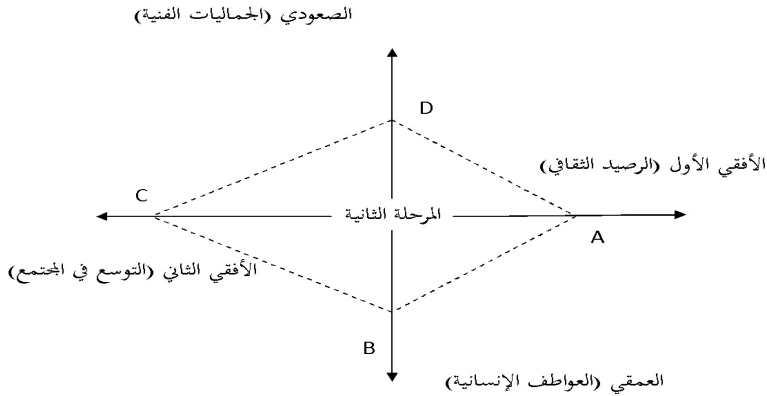 الصعودي (الجماليات الفنية)
D
الأفقي الأول (الرصيد الثقافي)
C
المرحلة الثانية
A
الأفقي الثاني (التوسع في المجتمع)
B
العمقي (العواطف الإنسانية)